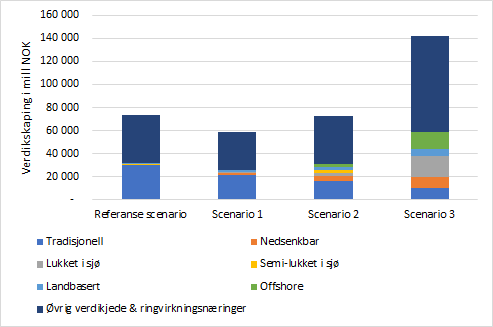 Verdikskaping i mill NOK
160 000
140 000
120 000
100 000
80 000
60 000
40 000
20 000
-
Referanse scenario
Scenario 1
Scenario 2
Scenario 3
Tradisjonell
Nedsenkbar
Lukket i sjø
Semi-lukket i sjø
Landbasert
Offshore
Øvrig verdikjede & ringvirkningsnæringer